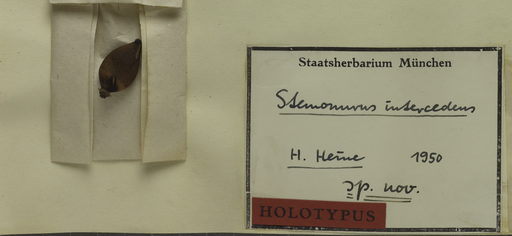 Staatsherbarium München
Stemonurus intercedens
H. Heine 1950
sp. nov.
HOLOTYPUS